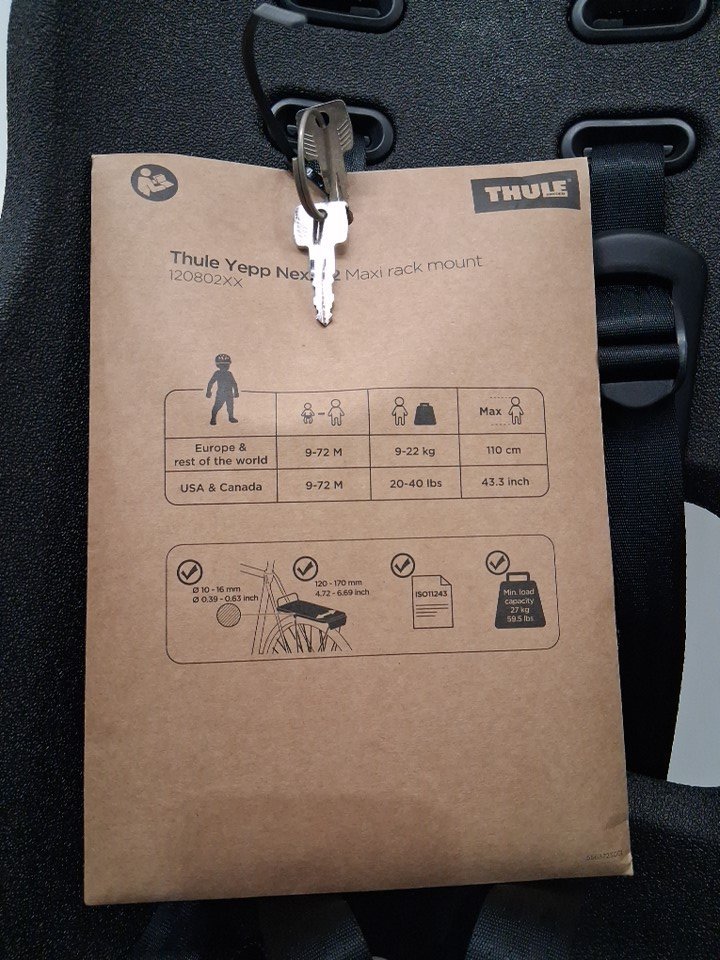 THULE
Thule Yepp 2 Maxi rack mount
120802XX
Max
Europe &
rest of the world
9-72 M
9-22 kg
110 cm
USA & Canada
9-72 M
20-40 lbs
43.3 inch
Ø 10 - 16 mm
Ø 0.39 - 0.63 inch
120 - 170 mm
4.72 - 6.69 inch
ISO11243
Min. load
capacity
27 kg
59.5 lbs